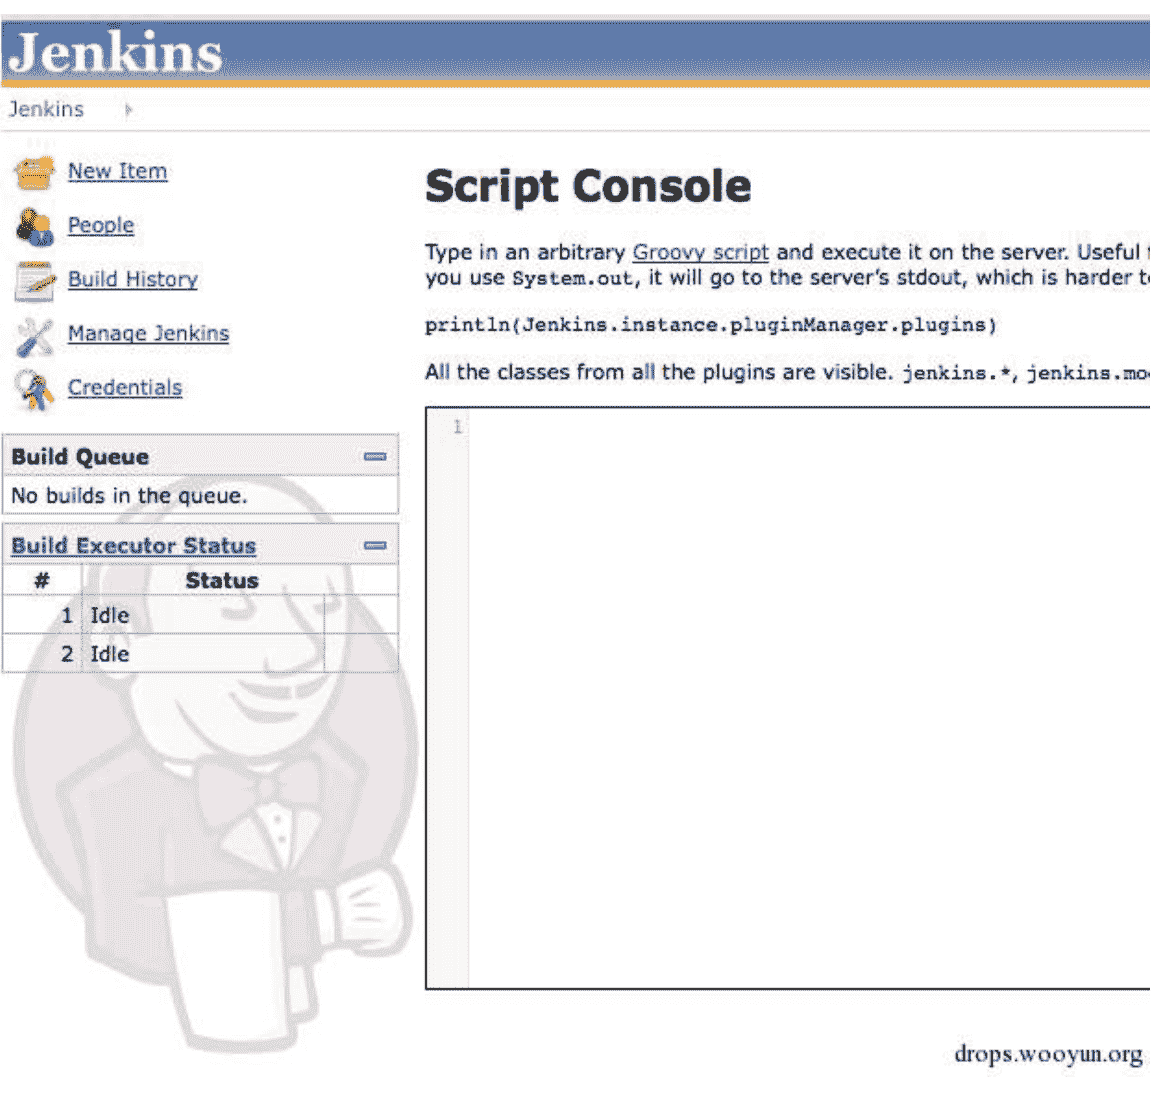 Jenkins
Jenkins
New Item
People
Build History
Manage Jenkins
Credentials
Build Queue
No builds in the queue.
Build Executor Status
# Status
1 Idle
2 Idle
Script Console
Type in an arbitrary Groovy script and execute it on the server. Useful
you use System.out, it will go to the server's stdout, which is harder
println(Jenkins.instance.pluginManager.plugins)
All the classes from all the plugins are visible. jenkins.*, jenkins.mo
1
drops.wooyun.org